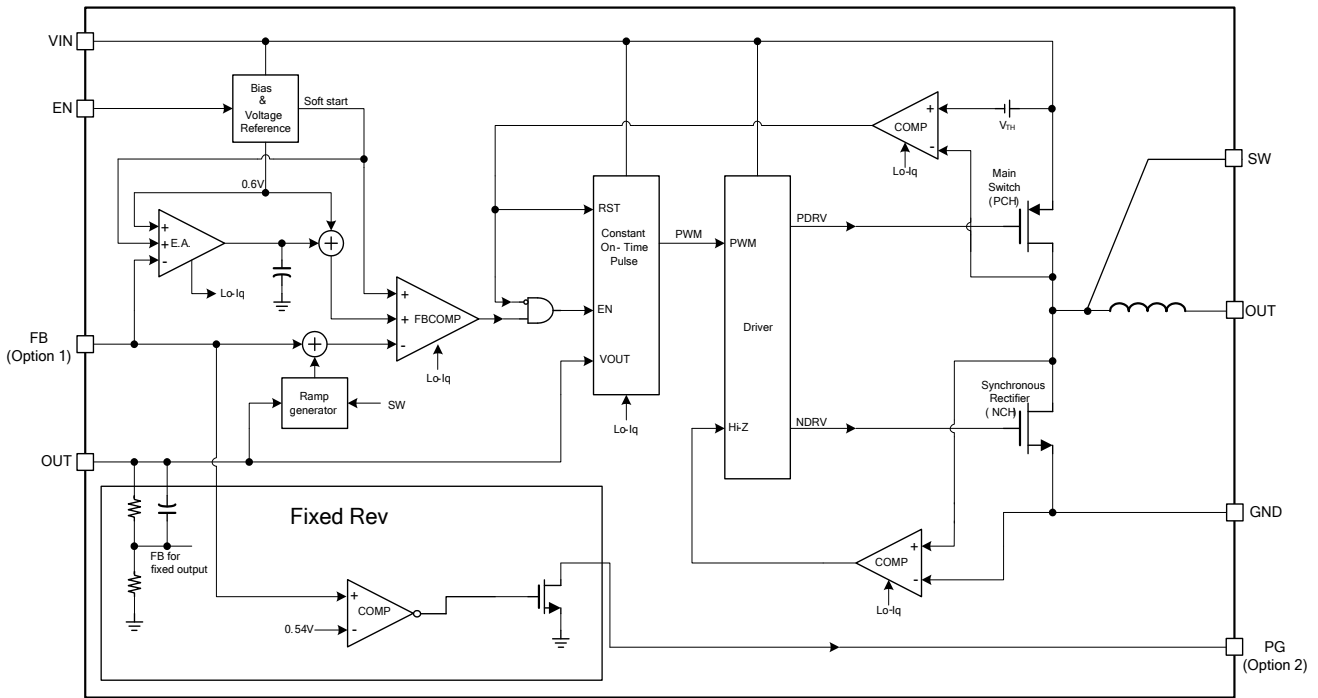 VIN
EN
Bias
&
Voltage
Reference
Soft start
0.6V
+
+
E.A.
-
Lo-Iq
+
FB
(Option 1)
+
+
+
FBCOMP
-
Lo-Iq
Ramp
generator
SW
OUT
RST
Constant
On- Time
Pulse
EN
VOUT
Lo-Iq
PWM
PWM
Driver
Hi-Z
PDRV
NDRV
+
COMP
-
Lo-Iq
VTH
Main
Switch
(PCH)
SW
OUT
Synchronous
Rectifier
( NCH)
GND
+
COMP
-
Lo-Iq
Fixed Rev
FB for
fixed output
+
COMP
-
0.54V
PG
(Option 2)